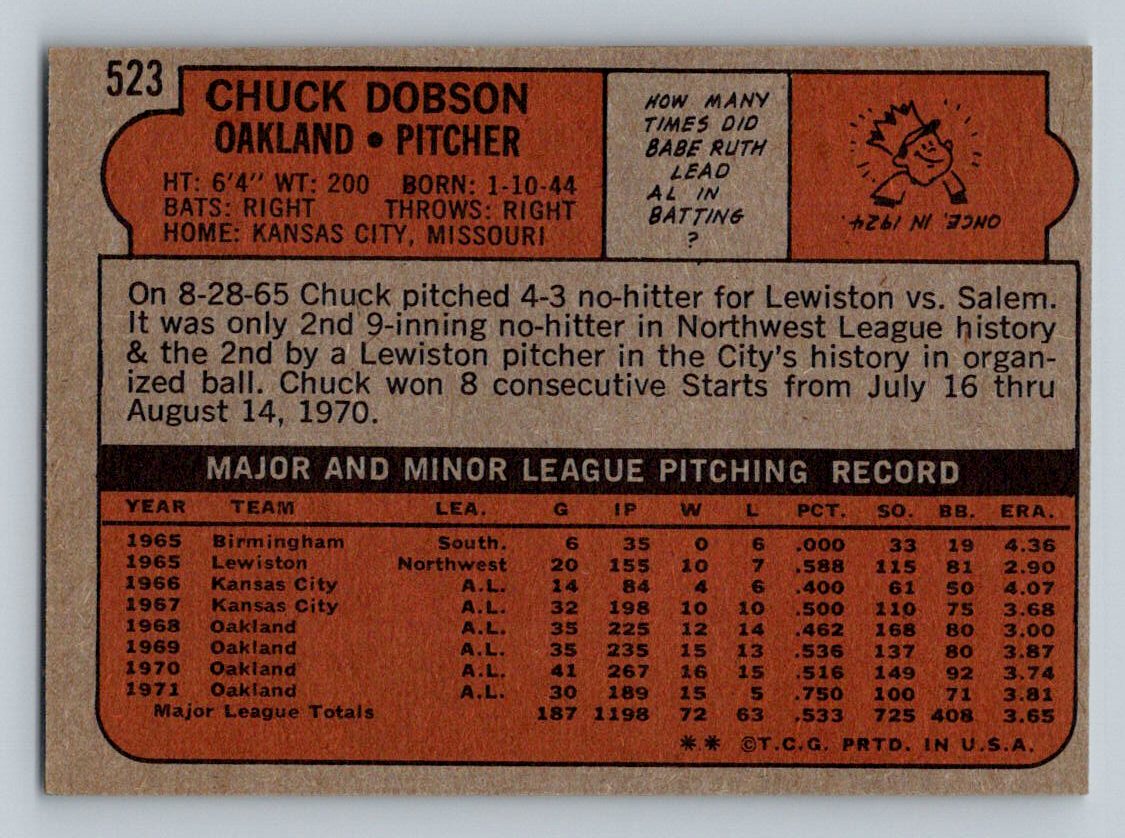 523
CHUCK DOBSON
OAKLAND • PITCHER
HT: 6'4" WT: 200 BORN: 1-10-44
BATS: RIGHT THROWS: RIGHT
HOME: KANSAS CITY, MISSOURI
HOW MANY
TIMES DID
BABE RUTH
LEAD
AL IN
BATTING
?
ONCE, IN 1924.
On 8-28-65 Chuck pitched 4-3 no-hitter for Lewiston vs. Salem.
It was only 2nd 9-inning no-hitter in Northwest League history
& the 2nd by a Lewiston pitcher in the City's history in organ-
ized ball. Chuck won 8 consecutive Starts from July 16 thru
August 14, 1970.
MAJOR AND MINOR LEAGUE PITCHING RECORD
YEAR TEAM LEA. G IP W L PCT. SO. BB. ERA.
1965 Birmingham South. 6 35 0 6 .000 33 19 4.36
1965 Lewiston Northwest 20 155 10 7 .588 115 81 2.90
1966 Kansas City A.L. 14 84 4 6 .400 61 50 4.07
1967 Kansas City A.L. 32 198 10 10 .500 110 75 3.68
1968 Oakland A.L. 35 225 12 14 .462 168 80 3.00
1969 Oakland A.L. 35 235 15 13 .536 137 80 3.87
1970 Oakland A.L. 41 267 16 15 .516 149 92 3.74
1971 Oakland A.L. 30 189 15 5 .750 100 71 3.81
Major League Totals 187 1198 72 63 .533 725 408 3.65
** ©T.C.G. PRTD. IN U.S.A.